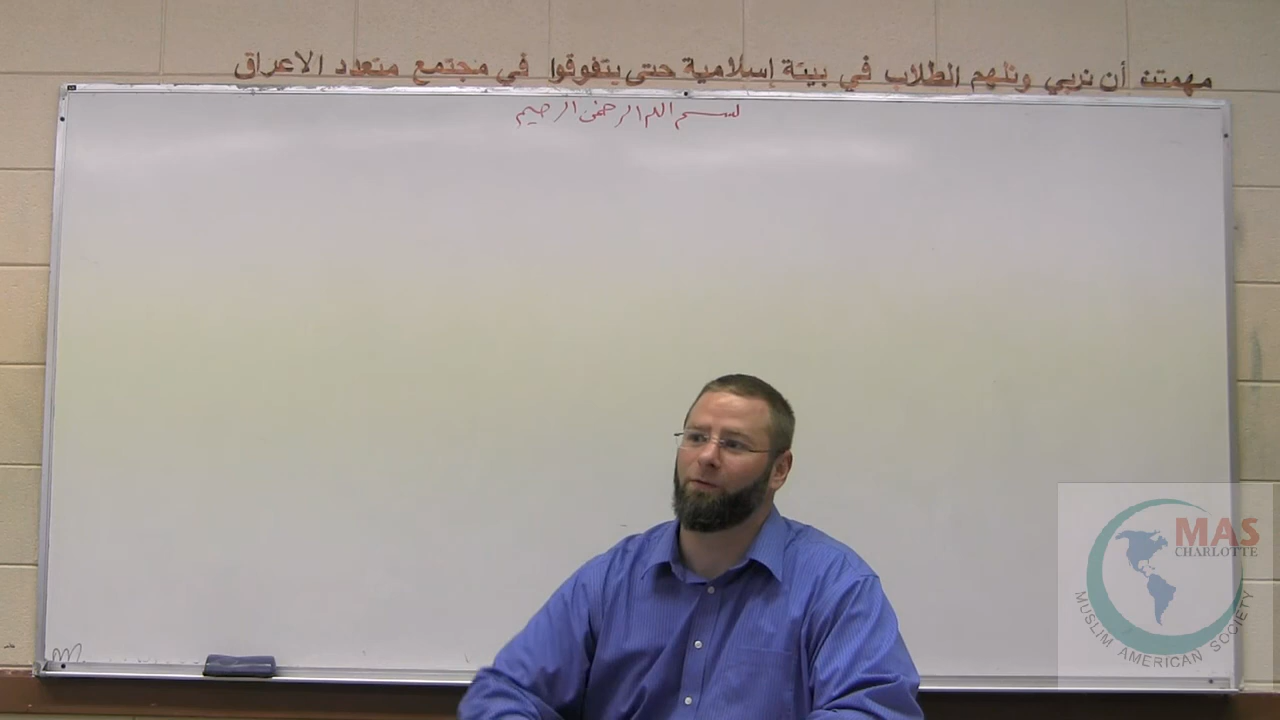 مهمتنا أن نربي ونلهم الطلاب في بيئة إسلامية حتى يتفوقوا في مجتمع متعدد الاعراق
بسم الله الرحمن الرحيم
MAS
CHARLOTTE
MUSLIM AMERICAN SOCIETY